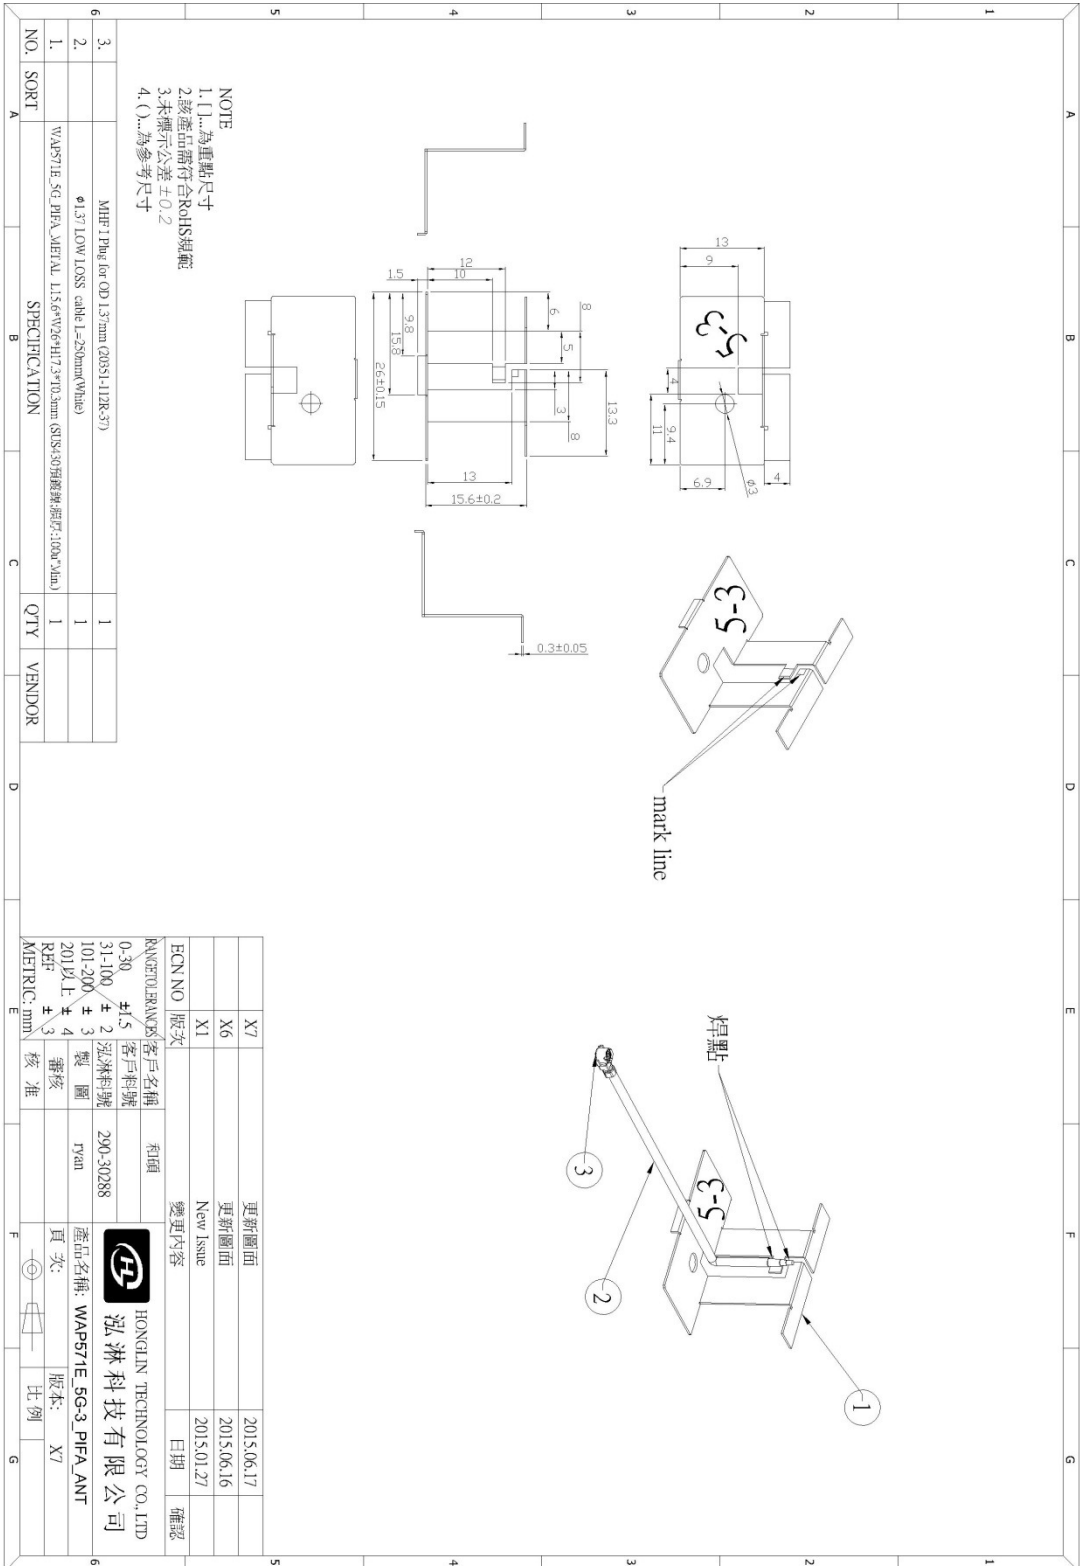 A B C D E F G
1 2 3 4 5 6
13
9
5-3
4
9.4
11
6.9
φ3
4
12
10
1.5
8
6
5
3
8
13.3
9.8
15.8
26±0.15
13
15.6±0.2
0.3±0.05
5-3
mark line
焊點
5-3
1
2
3
NOTE
1.[ ]...為重點尺寸
2.該產品需符合RoHS規範
3.未標示公差 ±0.2
4.( )...為參考尺寸
3. MHF I Plug for OD 1.37mm (20351-112R-37) 1
2. φ1.37 LOW LOSS cable L=250mm(White) 1
1. WAP571E_5G_PIFA_METAL L15.6*W26*H17.3*T0.3mm (SUS430預鍍鎳,膜厚:100u"Min.) 1
NO. SORT SPECIFICATION Q'TY VENDOR
X7 更新圖面 2015.06.17
X6 更新圖面 2015.06.16
X1 New Issue 2015.01.27
ECN NO 版次 變更內容 日期 確認
RANGE TOLERANCES
0-30 ±1.5
31-100 ± 2
101-200 ± 3
201以上 ± 4
REF ± 3
METRIC: mm
客戶名稱 和碩
客戶料號
泓淋料號 290-30288
製 圖 ryan
審核
核 准
HL
HONGLIN TECHNOLOGY CO.,LTD
泓淋科技有限公司
產品名稱: WAP571E_5G-3_PIFA_ANT
頁 次: 版本: X7
比 例
A B C D E F G
1 2 3 4 5 6